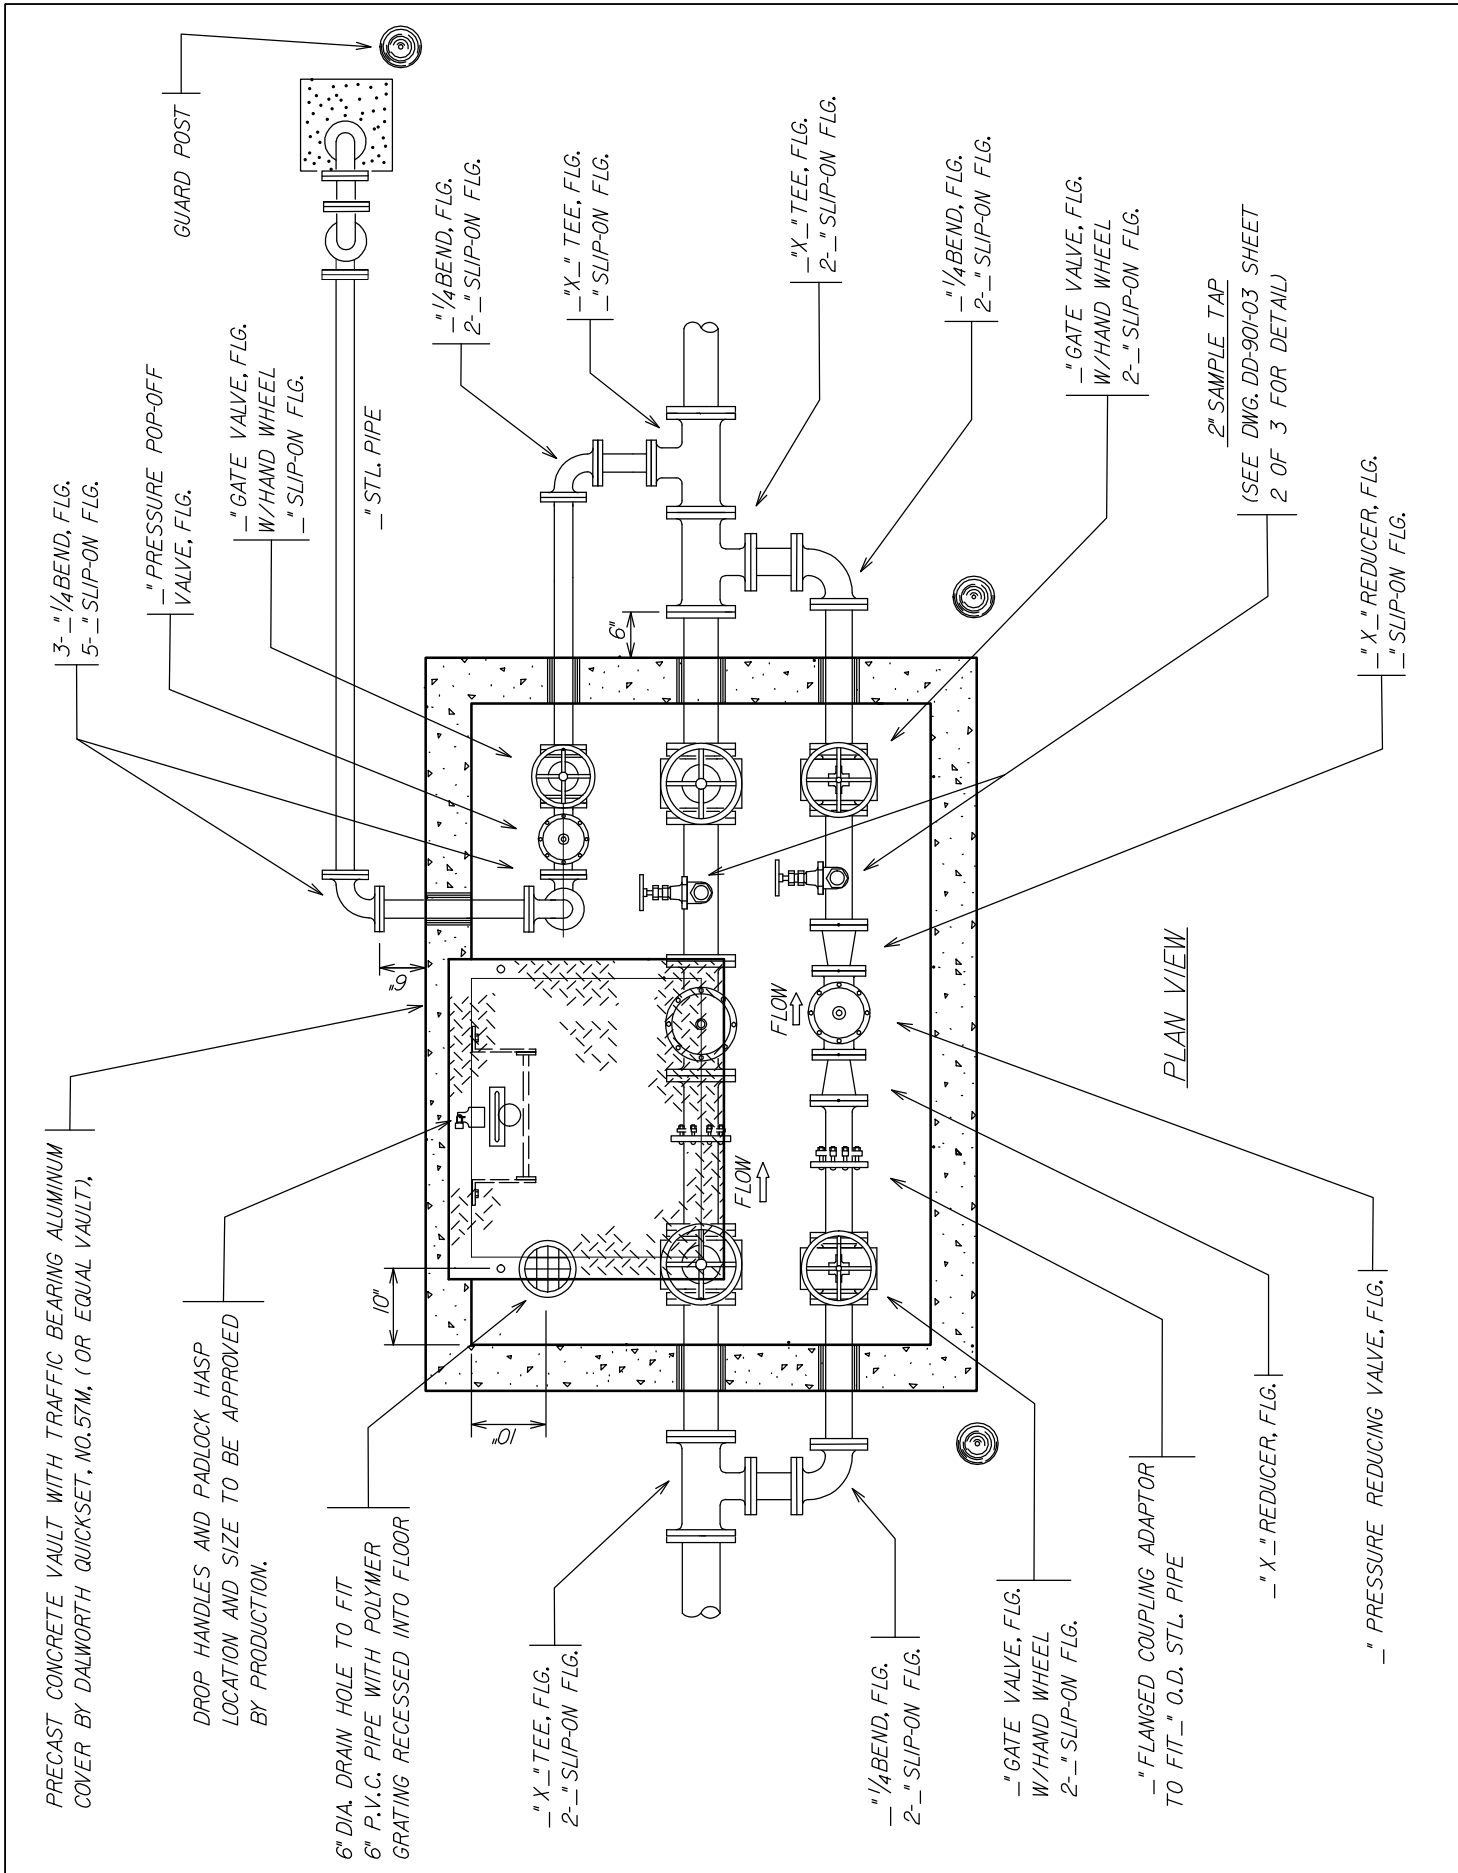 PRECAST CONCRETE VAULT WITH TRAFFIC BEARING ALUMINUM
COVER BY DALWORTH QUICKSET, NO.57M, (OR EQUAL VAULT),
DROP HANDLES AND PADLOCK HASP
LOCATION AND SIZE TO BE APPROVED
BY PRODUCTION.
6" DIA. DRAIN HOLE TO FIT
6" P.V.C. PIPE WITH POLYMER
GRATING RECESSED INTO FLOOR
3-_"1/4 BEND, FLG.
5-_"SLIP-ON FLG.
_"PRESSURE POP-OFF
VALVE, FLG.
_"GATE VALVE, FLG.
W/HAND WHEEL
_"SLIP-ON FLG.
_"STL. PIPE
GUARD POST
_"1/4 BEND, FLG.
2-_"SLIP-ON FLG.
_"X_" TEE, FLG.
_"SLIP-ON FLG.
_"X_"TEE, FLG.
2-_"SLIP-ON FLG.
_"1/4 BEND, FLG.
2-_"SLIP-ON FLG.
_"GATE VALVE, FLG.
W/HAND WHEEL
2-_"SLIP-ON FLG.
2"SAMPLE TAP
(SEE DWG. DD-901-03 SHEET
2 OF 3 FOR DETAIL)
_"X_"REDUCER, FLG.
_"SLIP-ON FLG.
6"
6"
10"
10"
FLOW
FLOW
PLAN VIEW
_"X_"TEE, FLG.
2-_"SLIP-ON FLG.
_"1/4 BEND, FLG.
2-_"SLIP-ON FLG.
_"GATE VALVE, FLG.
W/HAND WHEEL
2-_"SLIP-ON FLG.
_"FLANGED COUPLING ADAPTOR
TO FIT_" O.D. STL. PIPE
_"X_"REDUCER, FLG.
_" PRESSURE REDUCING VALVE, FLG.